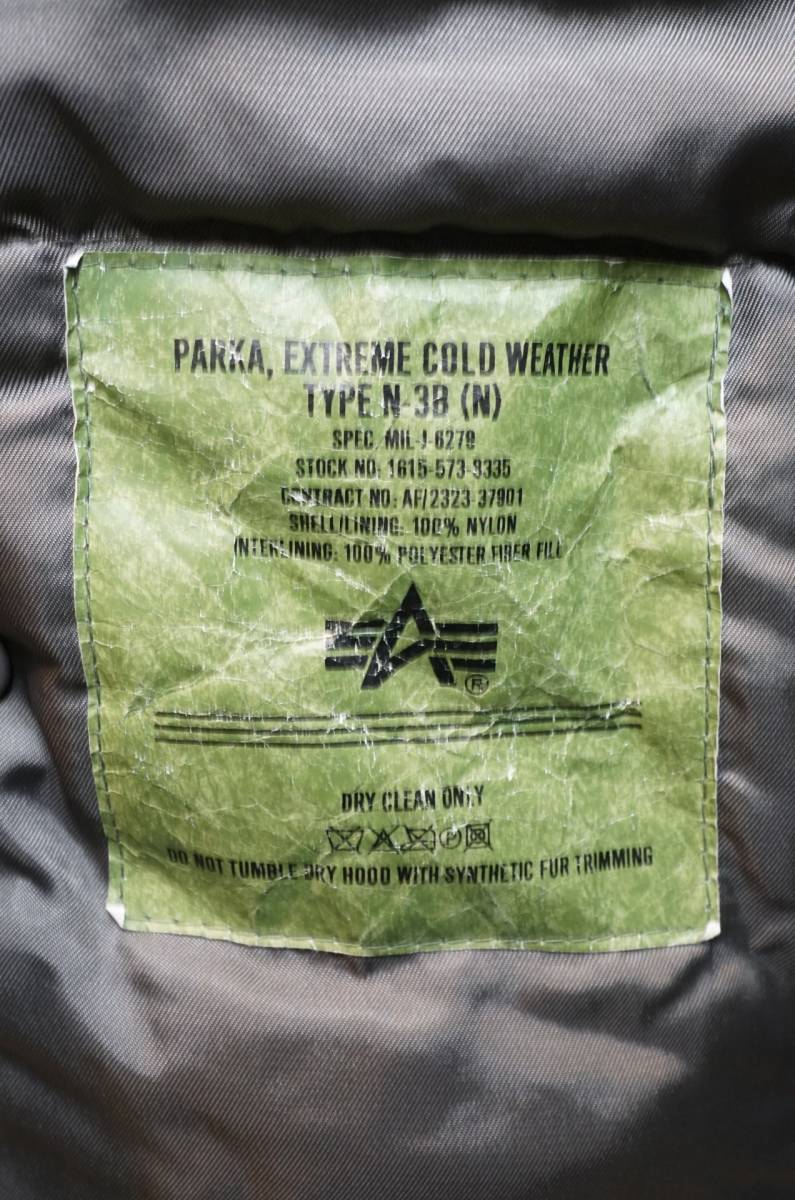 PARKA, EXTREME COLD WEATHER
TYPE N-3B (N)
SPEC. MIL-J-6279
STOCK NO: 1615-573-9335
CONTRACT NO: AF/2323-37901
SHELL/LINING: 100% NYLON
INTERLINING: 100% POLYESTER FIBER FILL
A
®
DRY CLEAN ONLY
P
DO NOT TUMBLE DRY HOOD WITH SYNTHETIC FUR TRIMMING